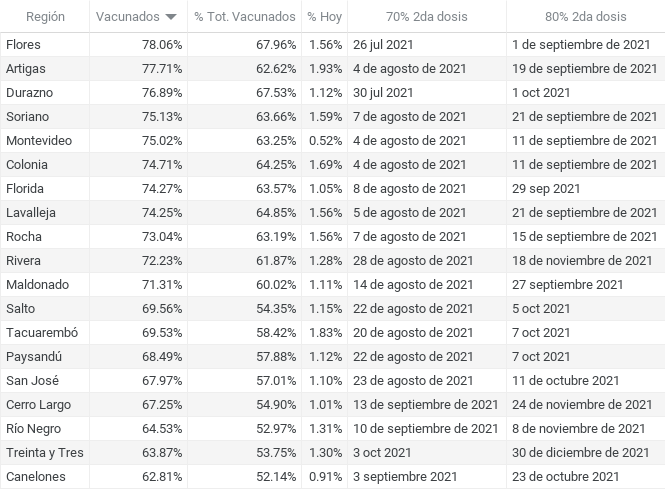 Región Vacunados % Tot. Vacunados % Hoy 70% 2da dosis 80% 2da dosis
Flores 78.06% 67.96% 1.56% 26 jul 2021 1 de septiembre de 2021
Artigas 77.71% 62.62% 1.93% 4 de agosto de 2021 19 de septiembre de 2021
Durazno 76.89% 67.53% 1.12% 30 jul 2021 1 oct 2021
Soriano 75.13% 63.66% 1.59% 7 de agosto de 2021 21 de septiembre de 2021
Montevideo 75.02% 63.25% 0.52% 4 de agosto de 2021 11 de septiembre de 2021
Colonia 74.71% 64.25% 1.69% 4 de agosto de 2021 11 de septiembre de 2021
Florida 74.27% 63.57% 1.05% 8 de agosto de 2021 29 sep 2021
Lavalleja 74.25% 64.85% 1.56% 5 de agosto de 2021 21 de septiembre de 2021
Rocha 73.04% 63.19% 1.56% 7 de agosto de 2021 15 de septiembre de 2021
Rivera 72.23% 61.87% 1.28% 28 de agosto de 2021 18 de noviembre de 2021
Maldonado 71.31% 60.02% 1.11% 14 de agosto de 2021 27 septiembre 2021
Salto 69.56% 54.35% 1.15% 22 de agosto de 2021 5 oct 2021
Tacuarembó 69.53% 58.42% 1.83% 20 de agosto de 2021 7 oct 2021
Paysandú 68.49% 57.88% 1.12% 22 de agosto de 2021 7 oct 2021
San José 67.97% 57.01% 1.10% 23 de agosto de 2021 11 de octubre 2021
Cerro Largo 67.25% 54.90% 1.01% 13 de septiembre de 2021 24 de noviembre de 2021
Río Negro 64.53% 52.97% 1.31% 10 de septiembre de 2021 8 de noviembre de 2021
Treinta y Tres 63.87% 53.75% 1.30% 3 oct 2021 30 de diciembre de 2021
Canelones 62.81% 52.14% 0.91% 3 septiembre 2021 23 de octubre 2021